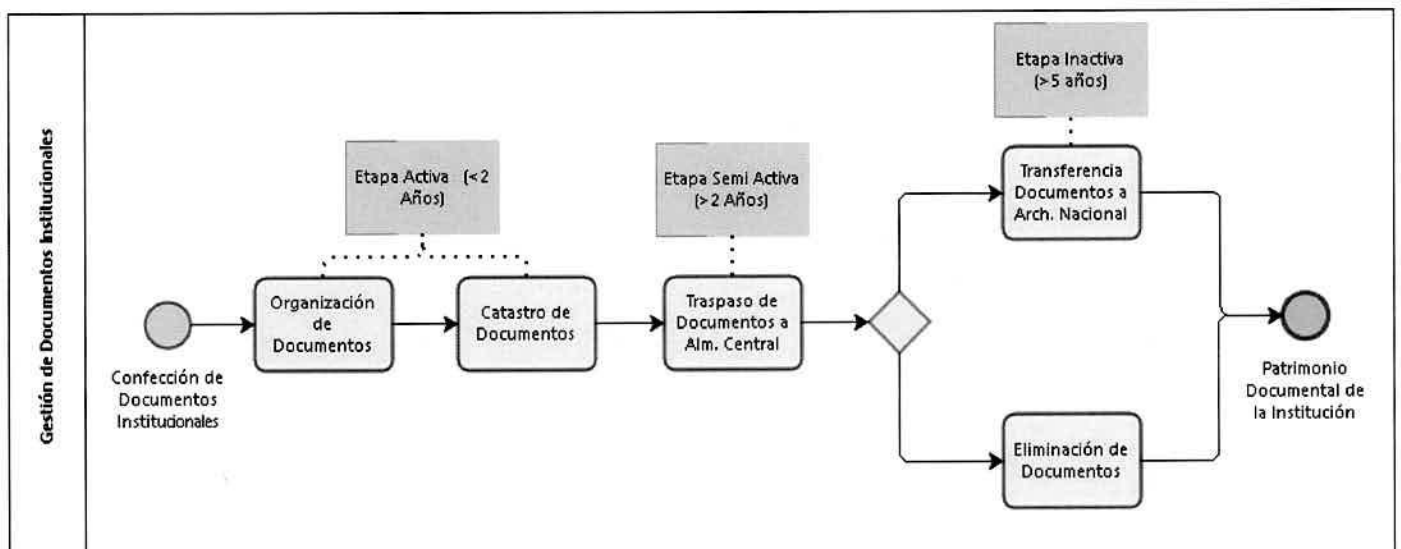 Gestión de Documentos Institucionales
Etapa Inactiva
(>5 años)
Etapa Activa (<2
Años)
Etapa Semi Activa
(>2 Años)
Transferencia
Documentos a
Arch. Nacional
Organización
de
Documentos
Catastro de
Documentos
Traspaso de
Documentos a
Alm. Central
Confección de
Documentos
Institucionales
Patrimonio
Documental de
la Institución
Eliminación de
Documentos